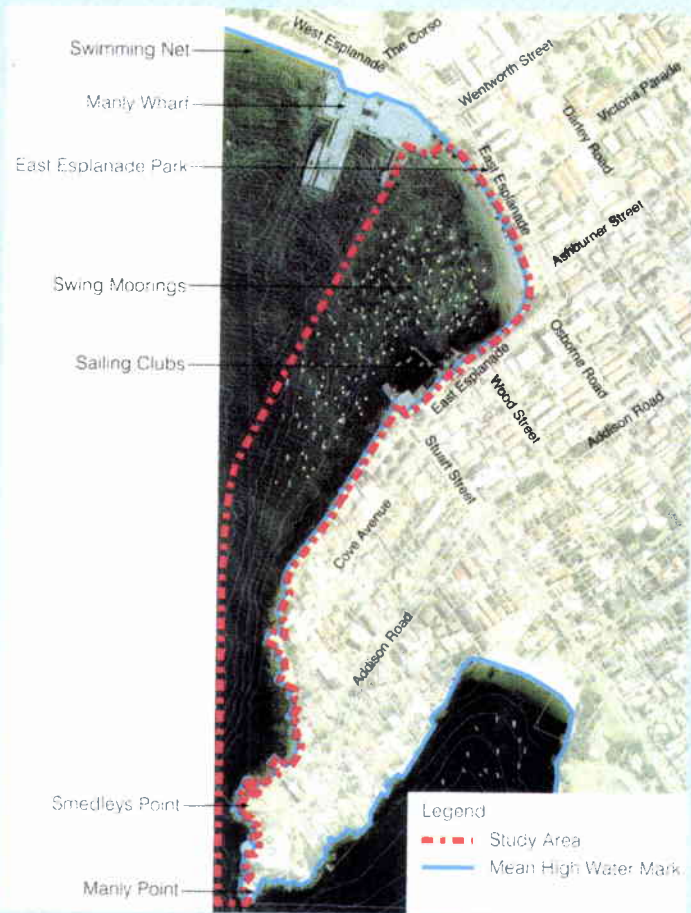 Swimming Net
Manly Wharf
East Esplanade Park
Swing Moorings
Sailing Clubs
Smedleys Point
Manly Point
West Esplanade
The Corso
Wentworth Street
Victoria Parade
Darley Road
East Esplanade
Ashburner Street
Osborne Road
East Esplanade
Wood Street
Addison Road
Stuart Street
Cove Avenue
Addison Road
Legend
Study Area
Mean High Water Mark